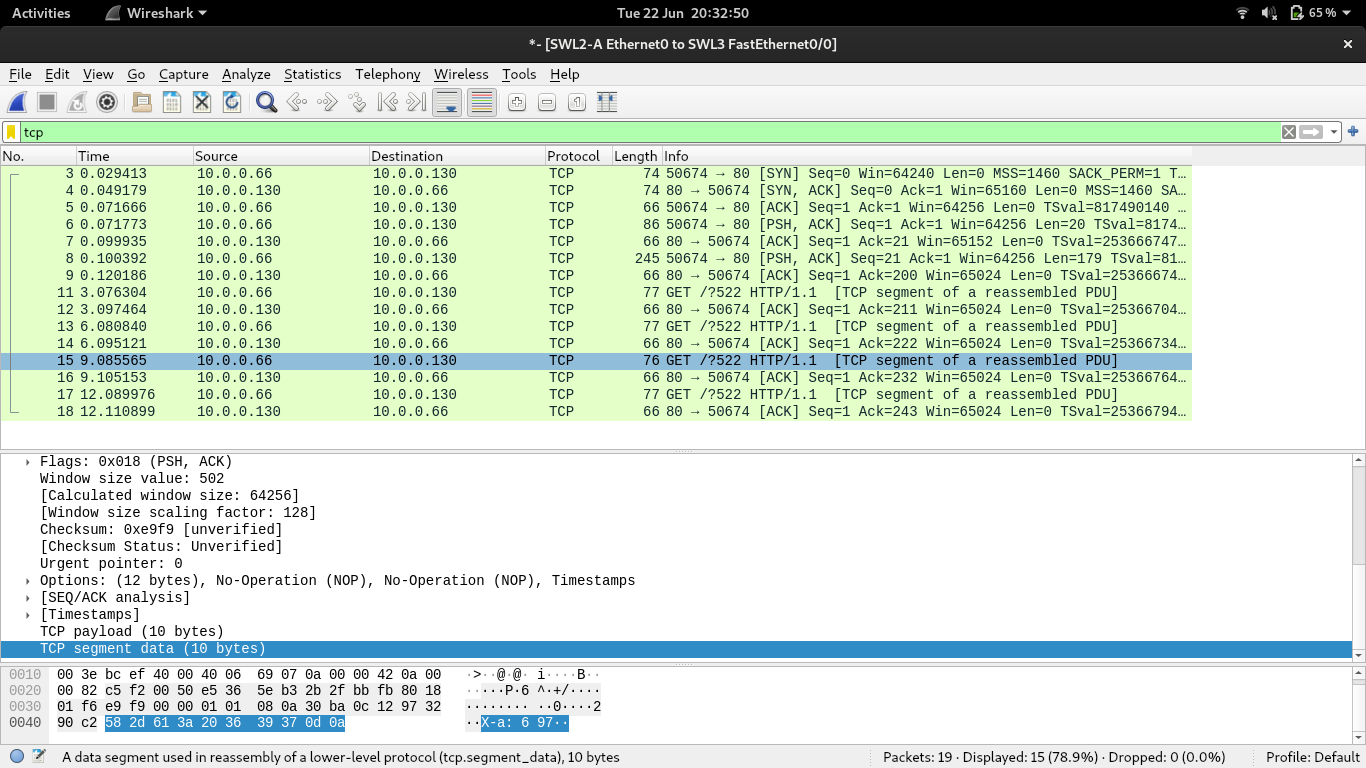 Activities Wireshark Tue 22 Jun 20:32:50 65 %
*- [SWL2-A Ethernet0 to SWL3 FastEthernet0/0]
File Edit View Go Capture Analyze Statistics Telephony Wireless Tools Help
tcp
No. Time Source Destination Protocol Length Info
3 0.029413 10.0.0.66 10.0.0.130 TCP 74 50674 → 80 [SYN] Seq=0 Win=64240 Len=0 MSS=1460 SACK_PERM=1 T…
4 0.049179 10.0.0.130 10.0.0.66 TCP 74 80 → 50674 [SYN, ACK] Seq=0 Ack=1 Win=65160 Len=0 MSS=1460 SA…
5 0.071666 10.0.0.66 10.0.0.130 TCP 66 50674 → 80 [ACK] Seq=1 Ack=1 Win=64256 Len=0 TSval=817490140 …
6 0.071773 10.0.0.66 10.0.0.130 TCP 86 50674 → 80 [PSH, ACK] Seq=1 Ack=1 Win=64256 Len=20 TSval=8174…
7 0.099935 10.0.0.130 10.0.0.66 TCP 66 80 → 50674 [ACK] Seq=1 Ack=21 Win=65152 Len=0 TSval=253666747…
8 0.100392 10.0.0.66 10.0.0.130 TCP 245 50674 → 80 [PSH, ACK] Seq=21 Ack=1 Win=64256 Len=179 TSval=81…
9 0.120186 10.0.0.130 10.0.0.66 TCP 66 80 → 50674 [ACK] Seq=1 Ack=200 Win=65024 Len=0 TSval=25366674…
11 3.076304 10.0.0.66 10.0.0.130 TCP 77 GET /?522 HTTP/1.1 [TCP segment of a reassembled PDU]
12 3.097464 10.0.0.130 10.0.0.66 TCP 66 80 → 50674 [ACK] Seq=1 Ack=211 Win=65024 Len=0 TSval=25366704…
13 6.080840 10.0.0.66 10.0.0.130 TCP 77 GET /?522 HTTP/1.1 [TCP segment of a reassembled PDU]
14 6.095121 10.0.0.130 10.0.0.66 TCP 66 80 → 50674 [ACK] Seq=1 Ack=222 Win=65024 Len=0 TSval=25366734…
15 9.085565 10.0.0.66 10.0.0.130 TCP 76 GET /?522 HTTP/1.1 [TCP segment of a reassembled PDU]
16 9.105153 10.0.0.130 10.0.0.66 TCP 66 80 → 50674 [ACK] Seq=1 Ack=232 Win=65024 Len=0 TSval=25366764…
17 12.089976 10.0.0.66 10.0.0.130 TCP 77 GET /?522 HTTP/1.1 [TCP segment of a reassembled PDU]
18 12.110899 10.0.0.130 10.0.0.66 TCP 66 80 → 50674 [ACK] Seq=1 Ack=243 Win=65024 Len=0 TSval=25366794…
Flags: 0x018 (PSH, ACK)
Window size value: 502
[Calculated window size: 64256]
[Window size scaling factor: 128]
Checksum: 0xe9f9 [unverified]
[Checksum Status: Unverified]
Urgent pointer: 0
Options: (12 bytes), No-Operation (NOP), No-Operation (NOP), Timestamps
[SEQ/ACK analysis]
[Timestamps]
TCP payload (10 bytes)
TCP segment data (10 bytes)
0010 00 3e bc ef 40 00 40 06 69 07 0a 00 00 42 0a 00 ·>··@·@· i····B··
0020 00 82 c5 f2 00 50 e5 36 5e b3 2b 2f bb fb 80 18 ·····P·6 ^·+/····
0030 01 f6 e9 f9 00 00 01 01 08 0a 30 ba 0c 12 97 32 ········ ··0····2
0040 90 c2 58 2d 61 3a 20 36 39 37 0d 0a ··X-a: 6 97··
A data segment used in reassembly of a lower-level protocol (tcp.segment_data), 10 bytes Packets: 19 · Displayed: 15 (78.9%) · Dropped: 0 (0.0%) Profile: Default